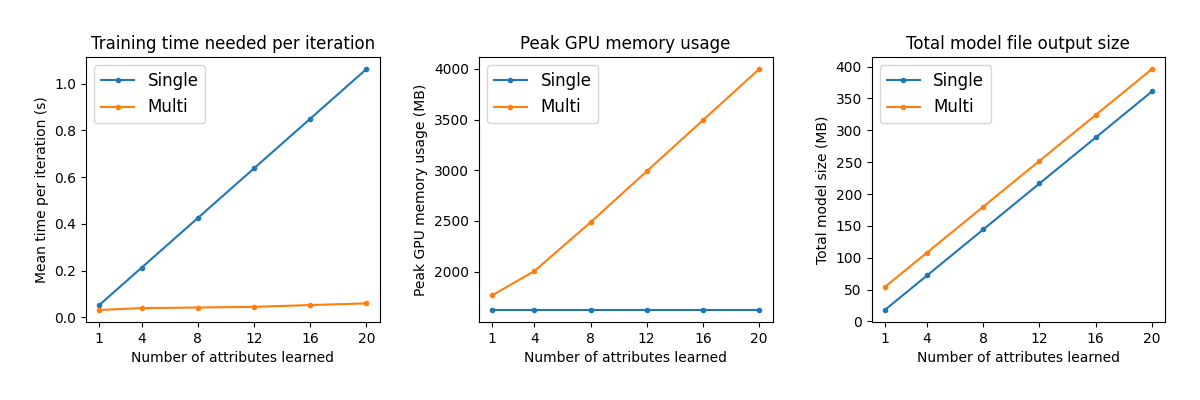 Training time needed per iteration
Mean time per iteration (s)
1.0
0.8
0.6
0.4
0.2
0.0
Single
Multi
1 4 8 12 16 20
Number of attributes learned
Peak GPU memory usage
Peak GPU memory usage (MB)
4000
3500
3000
2500
2000
Single
Multi
1 4 8 12 16 20
Number of attributes learned
Total model file output size
Total model size (MB)
400
350
300
250
200
150
100
50
0
Single
Multi
1 4 8 12 16 20
Number of attributes learned